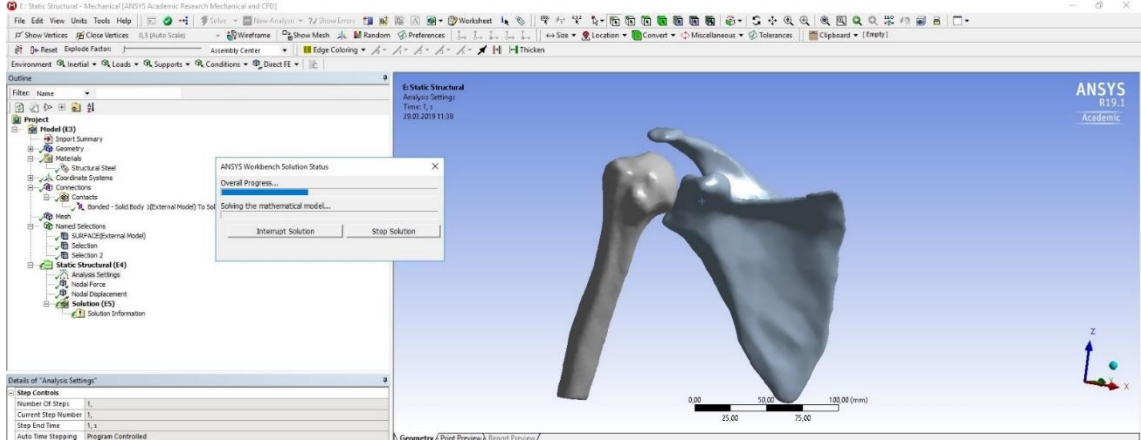 E: Static Structural - Mechanical [ANSYS Academic Research Mechanical and CFD]
File Edit View Units Tools Help Solve New Analysis ?/ Show Errors Worksheet
Show Vertices Close Vertices 0,3 (Auto Scale) Wireframe Show Mesh Random Preferences Size Location Convert Miscellaneous Tolerances Clipboard [Empty]
Reset Explode Factor: Assembly Center Edge Coloring Thicken
Environment Inertial Loads Supports Conditions Direct FE
Outline
Filter: Name
Project
Model (E3)
Import Summary
Geometry
Materials
Structural Steel
Coordinate Systems
Connections
Contacts
Bonded - Solid Body 1(External Model) To Sol
Mesh
Named Selections
SURFACE(External Model)
Selection
Selection 2
Static Structural (E4)
Analysis Settings
Nodal Force
Nodal Displacement
Solution (E5)
Solution Information
ANSYS Workbench Solution Status
Overall Progress...
Solving the mathematical model...
Interrupt Solution Stop Solution
E: Static Structural
Analysis Settings
Time: 1, s
29.03.2019 11:38
ANSYS
R19.1
Academic
Z
X
0,00 50,00 100,00 (mm)
25,00 75,00
Details of "Analysis Settings"
Step Controls
Number Of Steps 1,
Current Step Number 1,
Step End Time 1, s
Auto Time Stepping Program Controlled
Geometry Print Preview Report Preview